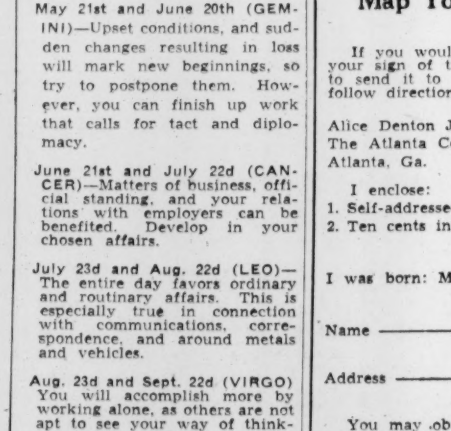 May 21st and June 20th (GEM-
INI)—Upset conditions, and sud-
den changes resulting in loss
will mark new beginnings, so
try to postpone them. How-
ever, you can finish up work
that calls for tact and diplo-
macy.
June 21st and July 22d (CAN-
CER)—Matters of business, offi-
cial standing, and your rela-
tions with employers can be
benefited. Develop in your
chosen affairs.
July 23d and Aug. 22d (LEO)—
The entire day favors ordinary
and routinary affairs. This is
especially true in connection
with communications, corre-
spondence, and around metals
and vehicles.
Aug. 23d and Sept. 22d (VIRGO)
You will accomplish more by
working alone, as others are not
apt to see your way of think-
Map
If you
your sign of
to send it to
follow
Alice Denton
The Atlanta
Atlanta, Ga.
I enclose:
1.
2. Ten cents in
I was born:
Name
Address
You may